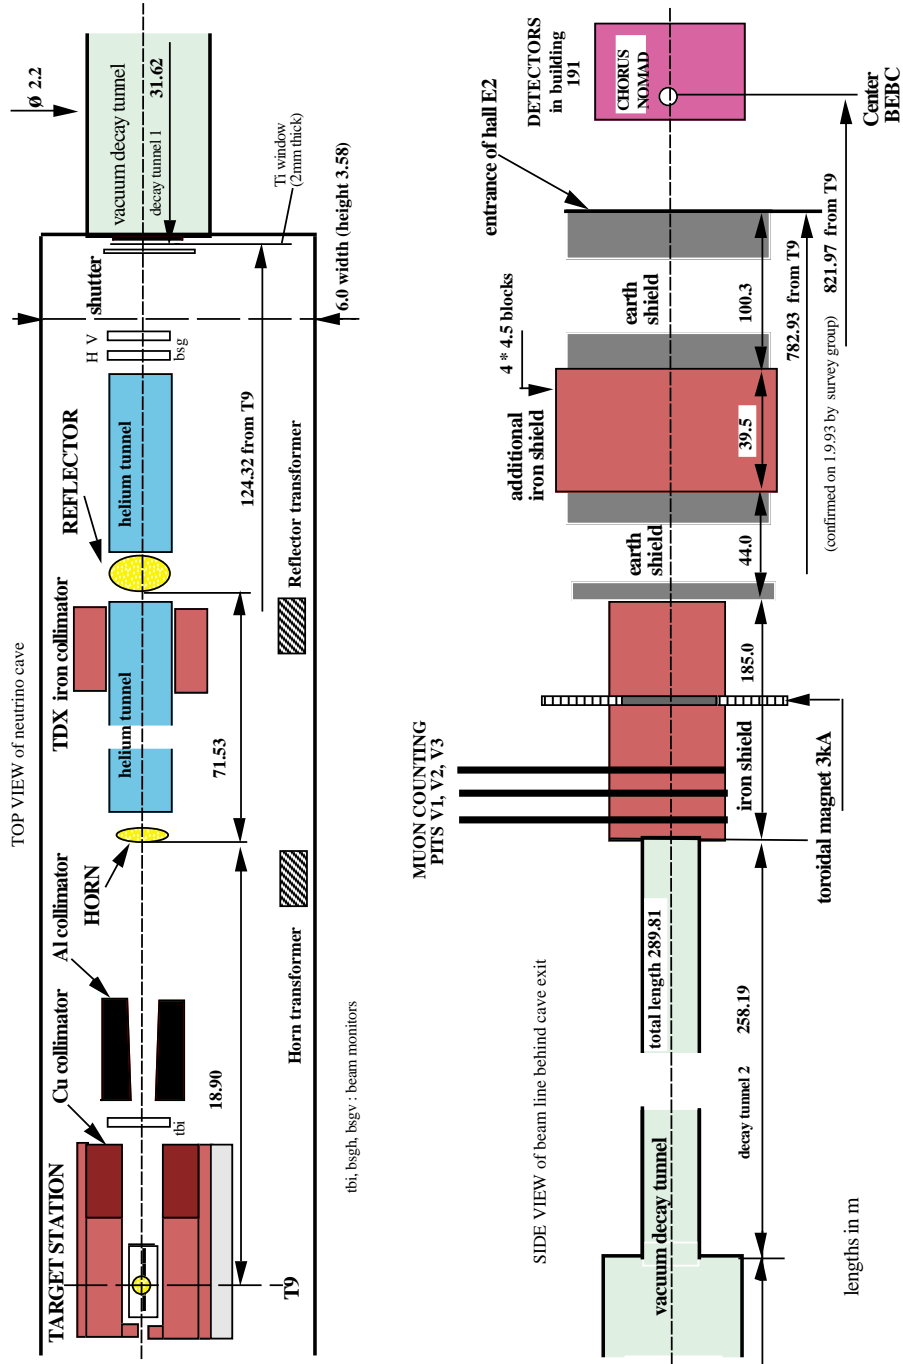 TOP VIEW of neutrino cave
TARGET STATION
Cu collimator
Al collimator
HORN
TDX iron collimator
REFLECTOR
shutter
ø 2.2
T9
tbi
helium tunnel
helium tunnel
H V
bsg
vacuum decay tunnel
decay tunnel 1
31.62
18.90
71.53
124.32 from T9
Ti window
(2mm thick)
Horn transformer
Reflector transformer
6.0 width (height 3.58)
tbi, bsgh, bsgv : beam monitors
SIDE VIEW of beam line behind cave exit
MUON COUNTING
PITS V1, V2, V3
additional
iron shield
4 * 4.5 blocks
entrance of hall E2
DETECTORS
in building
191
CHORUS
NOMAD
vacuum decay tunnel
total length 289.81
earth
shield
earth
shield
258.19
decay tunnel 2
iron shield
185.0
44.0
39.5
100.3
782.93 from T9
(confirmed on 1.9.93 by survey group)
821.97 from T9
toroidal magnet 3kA
Center
BEBC
lengths in m